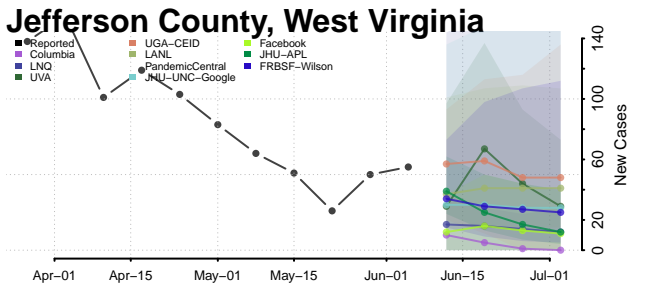 Jefferson County, West Virginia
Reported UGA−CEID Facebook
Columbia LANL JHU−APL
LNQ PandemicCentral FRBSF−Wilson
UVA JHU−UNC−Google
0 20 60 100 140
New Cases
Apr−01 Apr−15 May−01 May−15 Jun−01 Jun−15 Jul−01